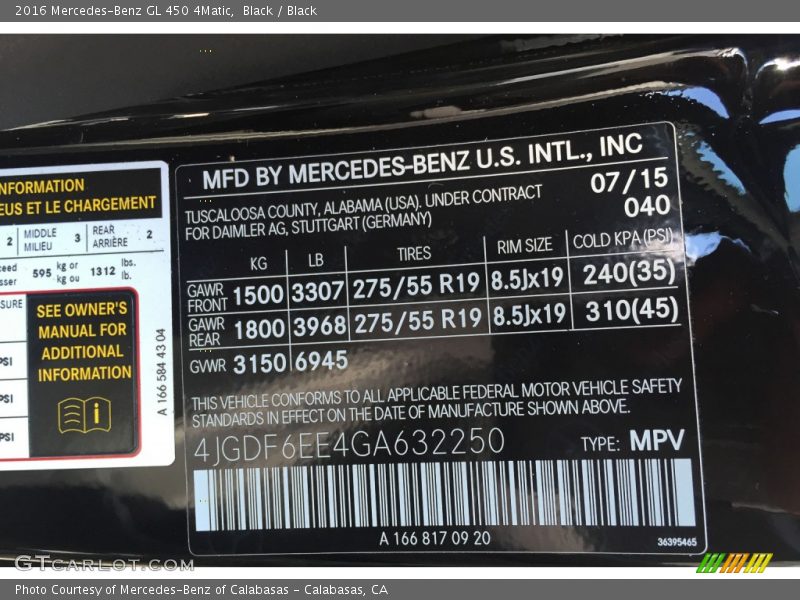 2016 Mercedes-Benz GL 450 4Matic, Black / Black
NFORMATION
EUS ET LE CHARGEMENT
2 MIDDLE MILIEU 3 REAR ARRIÈRE 2
595 kg or kg ou 1312 lbs. lb.
SURE
PSI
PSI
PSI
SEE OWNER'S
MANUAL FOR
ADDITIONAL
INFORMATION
A 166 584 43 04
MFD BY MERCEDES-BENZ U.S. INTL., INC
TUSCALOOSA COUNTY, ALABAMA (USA). UNDER CONTRACT
FOR DAIMLER AG, STUTTGART (GERMANY)
07/15
040
KG LB TIRES RIM SIZE COLD KPA (PSI)
GAWR FRONT 1500 3307 275/55 R19 8.5Jx19 240(35)
GAWR REAR 1800 3968 275/55 R19 8.5Jx19 310(45)
GVWR 3150 6945
THIS VEHICLE CONFORMS TO ALL APPLICABLE FEDERAL MOTOR VEHICLE SAFETY
STANDARDS IN EFFECT ON THE DATE OF MANUFACTURE SHOWN ABOVE.
4JGDF6EE4GA632250 TYPE: MPV
A 166 817 09 20
36395465
GTcarlot.com
Photo Courtesy of Mercedes-Benz of Calabasas - Calabasas, CA